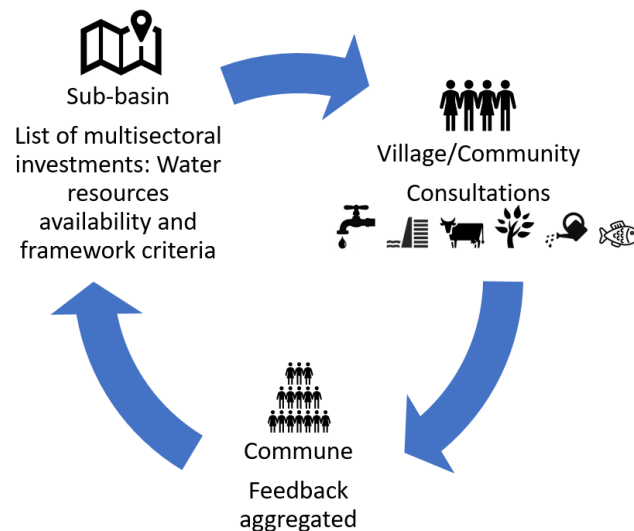 Sub-basin
List of multisectoral
investments: Water
resources
availability and
framework criteria
Village/Community
Consultations
Commune
Feedback
aggregated